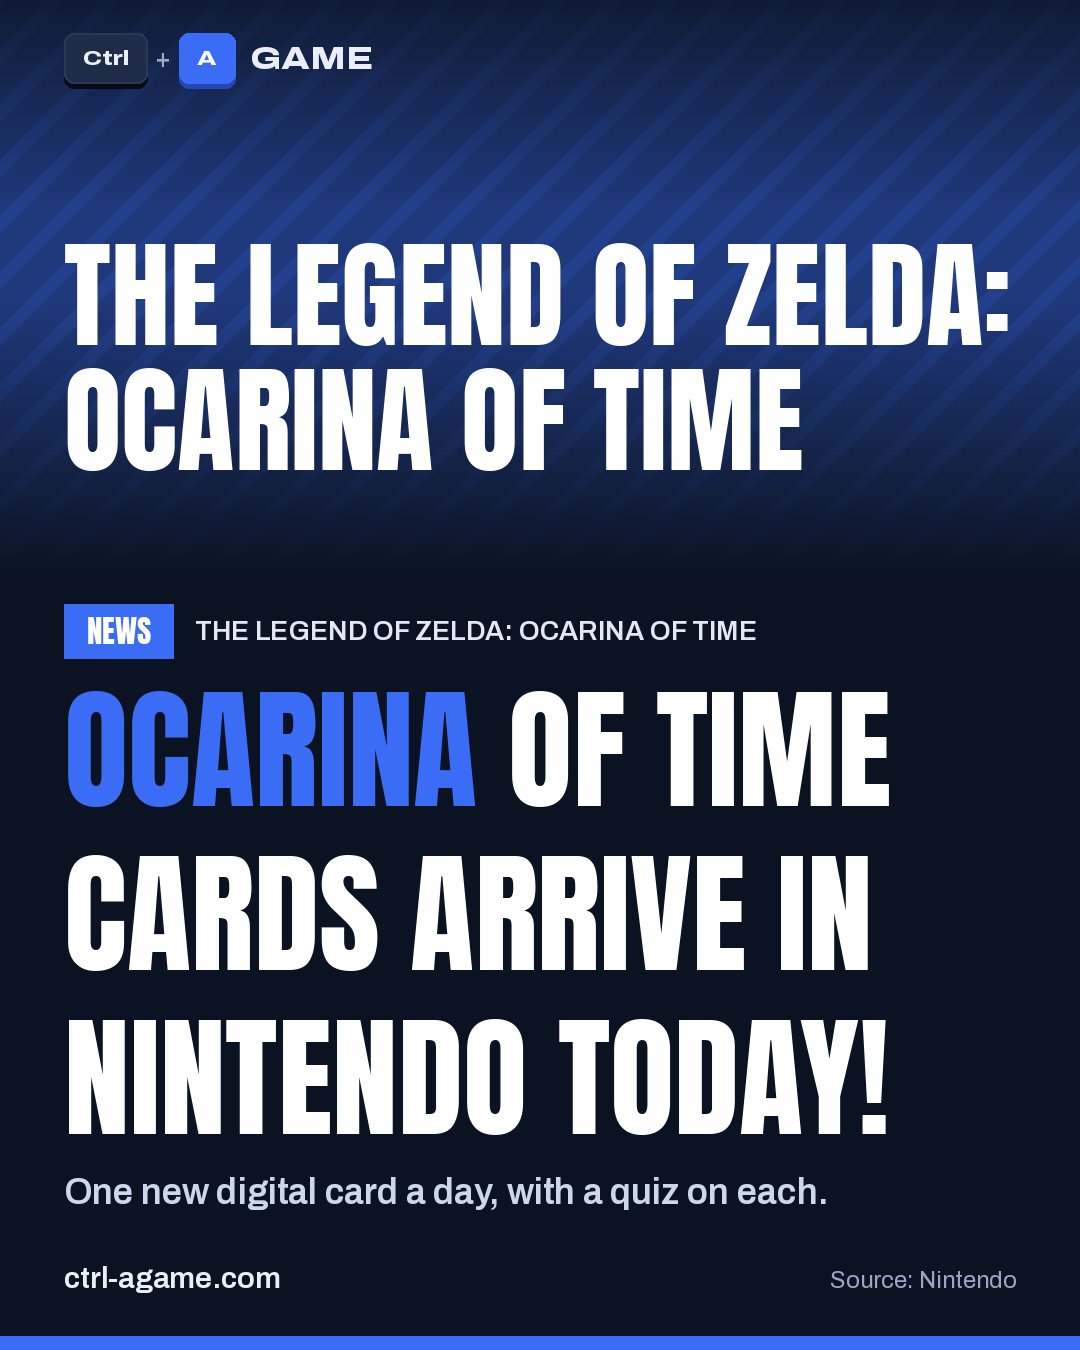 Ctrl + A GAME
THE LEGEND OF ZELDA:
OCARINA OF TIME
NEWS THE LEGEND OF ZELDA: OCARINA OF TIME
OCARINA OF TIME
CARDS ARRIVE IN
NINTENDO TODAY!
One new digital card a day, with a quiz on each.
ctrl-agame.com Source: Nintendo